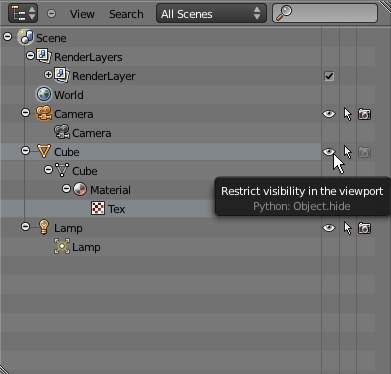 View Search All Scenes
Scene
RenderLayers
RenderLayer
World
Camera
Camera
Cube
Cube
Material
Restrict visibility in the viewport
Python: Object.hide
Tex
Lamp
Lamp